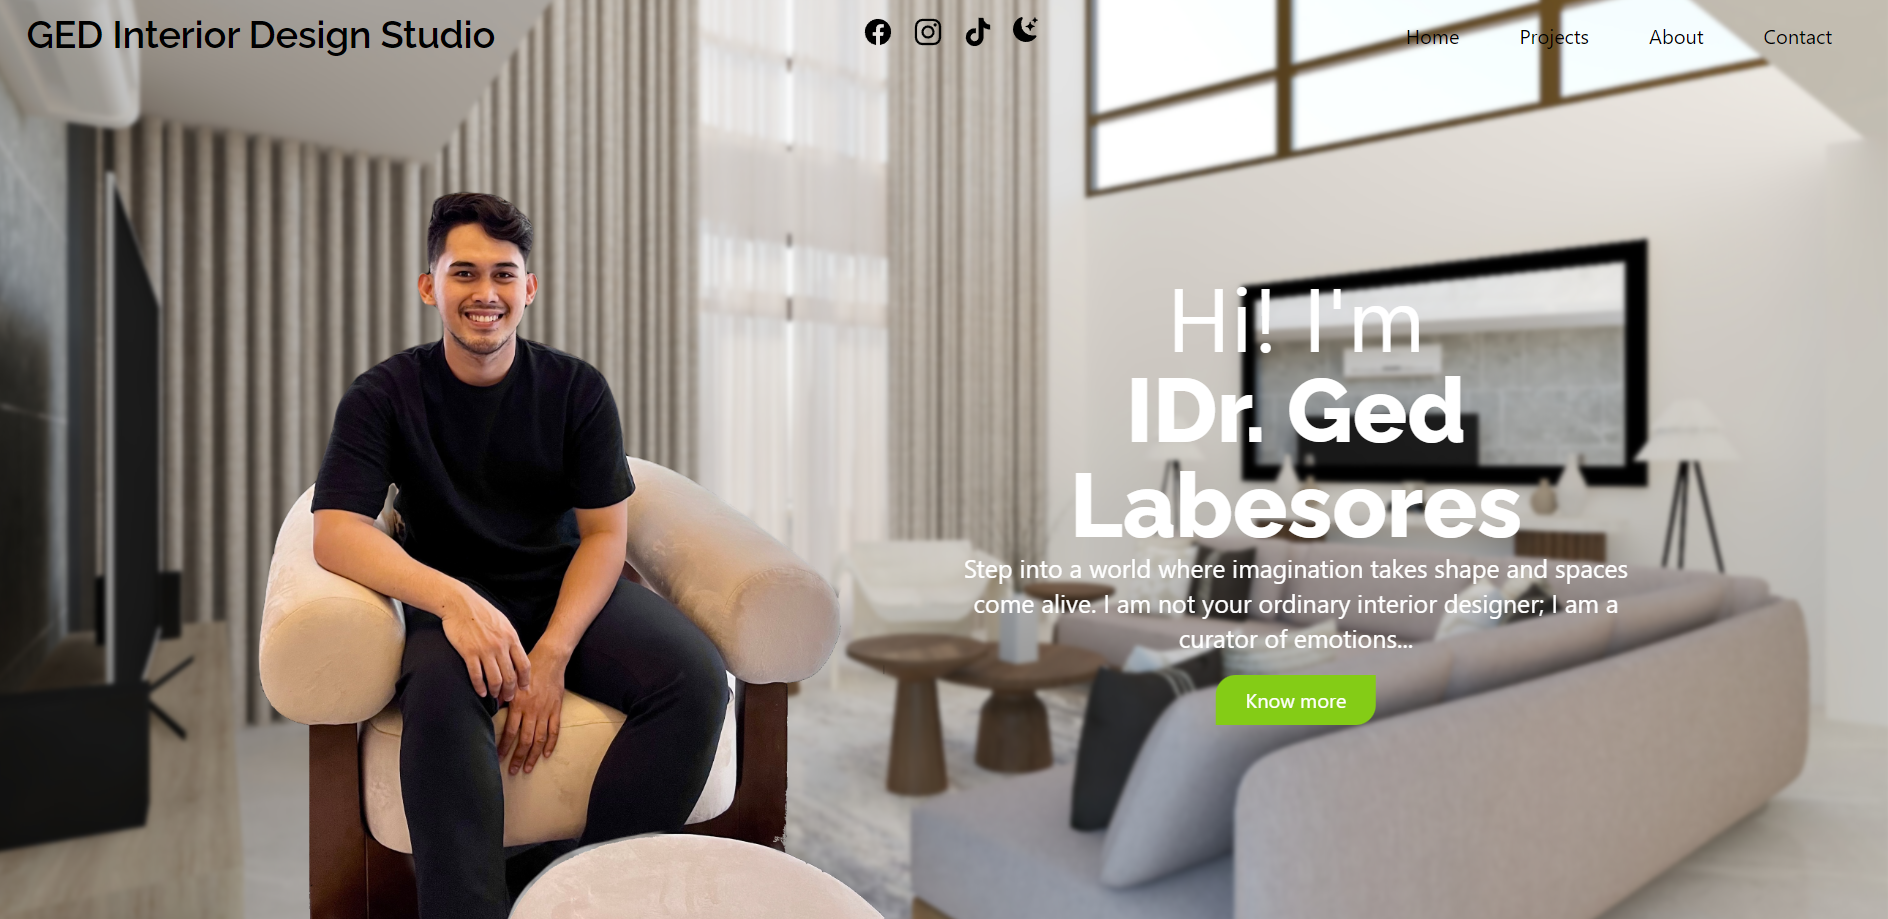 GED Interior Design Studio
Home Projects About Contact
Hi! I'm
IDr. Ged
Labesores
Step into a world where imagination takes shape and spaces
come alive. I am not your ordinary interior designer; I am a
curator of emotions...
Know more